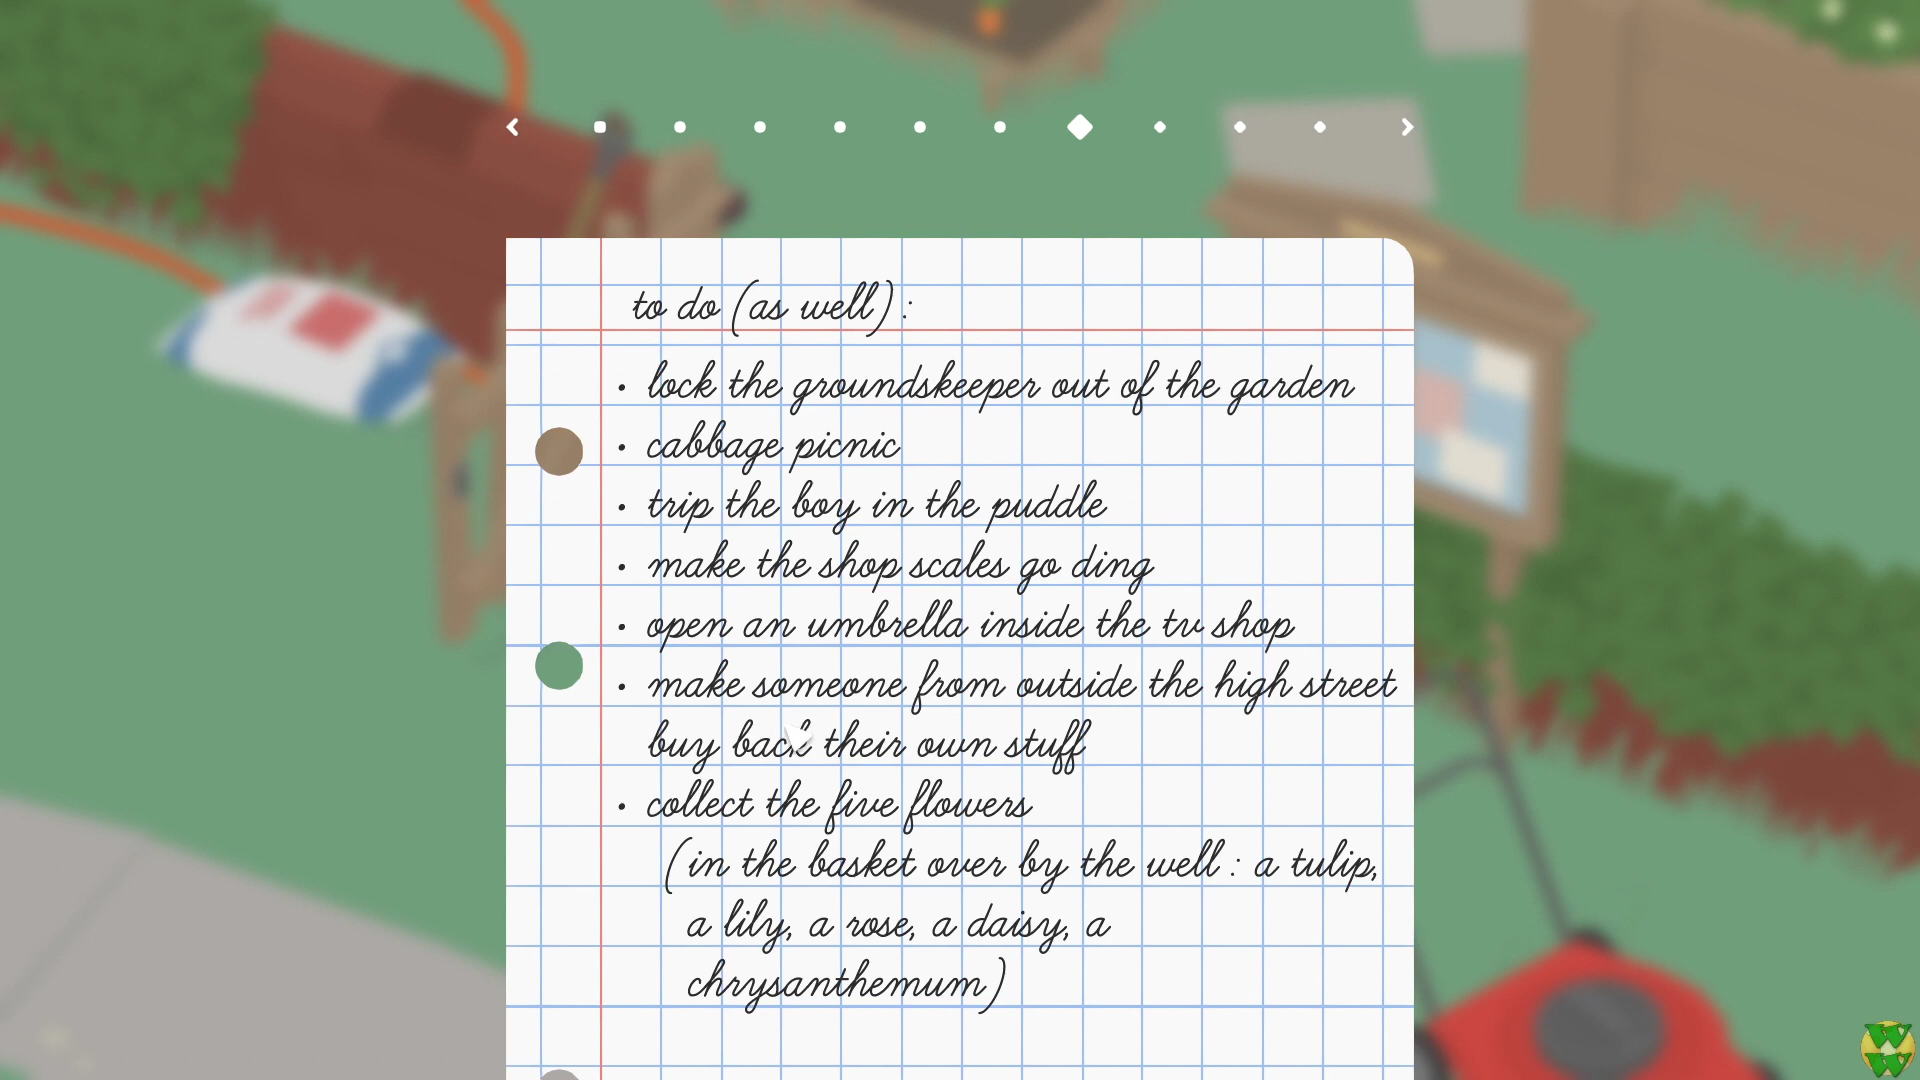 to do (as well) :
• lock the groundskeeper out of the garden
• cabbage picnic
• trip the boy in the puddle
• make the shop scales go ding
• open an umbrella inside the tv shop
• make someone from outside the high street
buy back their own stuff
• collect the five flowers
(in the basket over by the well : a tulip,
a lily, a rose, a daisy, a
chrysanthemum)
W
W